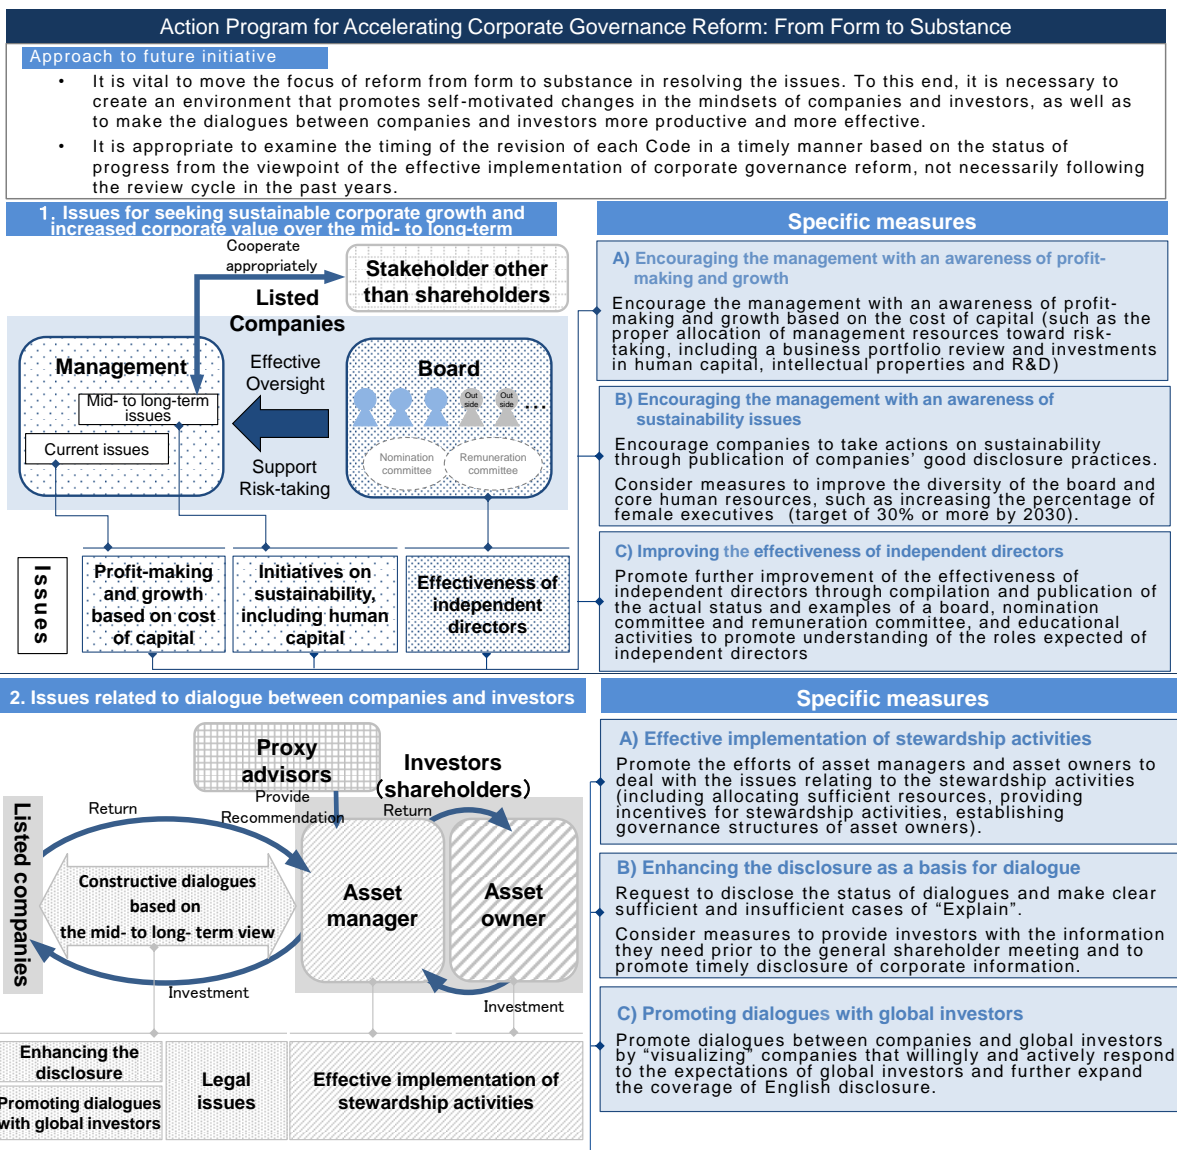 Action Program for Accelerating Corporate Governance Reform: From Form to Substance
Approach to future initiative
• It is vital to move the focus of reform from form to substance in resolving the issues. To this end, it is necessary to
create an environment that promotes self-motivated changes in the mindsets of companies and investors, as well as
to make the dialogues between companies and investors more productive and more effective.
• It is appropriate to examine the timing of the revision of each Code in a timely manner based on the status of
progress from the viewpoint of the effective implementation of corporate governance reform, not necessarily following
the review cycle in the past years.
1. Issues for seeking sustainable corporate growth and
increased corporate value over the mid- to long-term
Cooperate
appropriately
Stakeholder other
than shareholders
Listed
Companies
Management
Mid- to long-term
issues
Current issues
Effective
Oversight
Support
Risk-taking
Board
Out
side
Out
side
...
Nomination
committee
Remuneration
committee
Issues
Profit-making
and growth
based on cost
of capital
Initiatives on
sustainability,
including human
capital
Effectiveness of
independent
directors
Specific measures
A) Encouraging the management with an awareness of profit-
making and growth
Encourage the management with an awareness of profit-
making and growth based on the cost of capital (such as the
proper allocation of management resources toward risk-
taking, including a business portfolio review and investments
in human capital, intellectual properties and R&D)
B) Encouraging the management with an awareness of
sustainability issues
Encourage companies to take actions on sustainability
through publication of companies' good disclosure practices.
Consider measures to improve the diversity of the board and
core human resources, such as increasing the percentage of
female executives (target of 30% or more by 2030).
C) Improving the effectiveness of independent directors
Promote further improvement of the effectiveness of
independent directors through compilation and publication of
the actual status and examples of a board, nomination
committee and remuneration committee, and educational
activities to promote understanding of the roles expected of
independent directors
2. Issues related to dialogue between companies and investors
Proxy
advisors
Provide
Recommendation
Investors
(shareholders)
Return
Return
Listed companies
Constructive dialogues
based on
the mid- to long- term view
Asset
manager
Asset
owner
Investment
Investment
Enhancing the
disclosure
Promoting dialogues
with global investors
Legal
issues
Effective implementation of
stewardship activities
Specific measures
A) Effective implementation of stewardship activities
Promote the efforts of asset managers and asset owners to
deal with the issues relating to the stewardship activities
(including allocating sufficient resources, providing
incentives for stewardship activities, establishing
governance structures of asset owners).
B) Enhancing the disclosure as a basis for dialogue
Request to disclose the status of dialogues and make clear
sufficient and insufficient cases of “Explain”.
Consider measures to provide investors with the information
they need prior to the general shareholder meeting and to
promote timely disclosure of corporate information.
C) Promoting dialogues with global investors
Promote dialogues between companies and global investors
by “visualizing” companies that willingly and actively respond
to the expectations of global investors and further expand
the coverage of English disclosure.